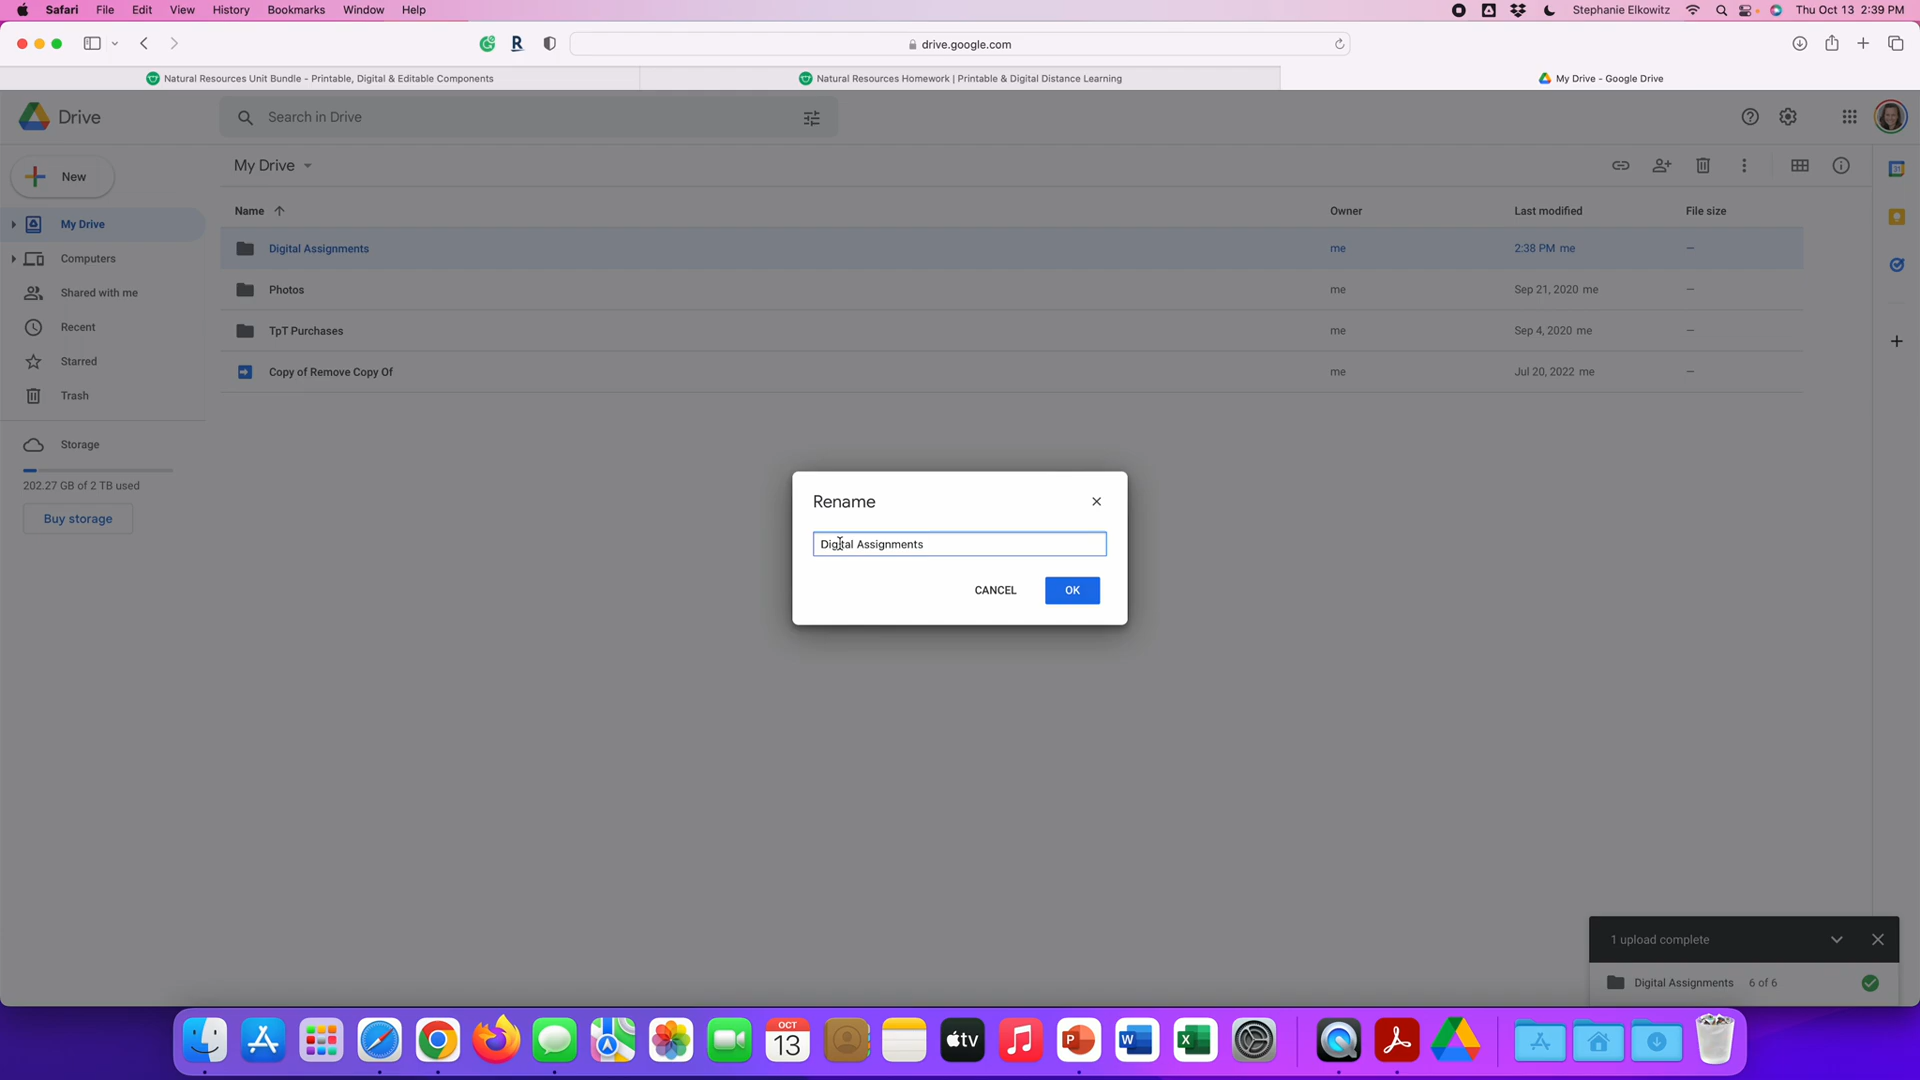 Safari File Edit View History Bookmarks Window Help Stephanie Elkowitz Thu Oct 13 2:39 PM
drive.google.com
Natural Resources Unit Bundle - Printable, Digital & Editable Components Natural Resources Homework | Printable & Digital Distance Learning My Drive - Google Drive
Drive Search in Drive
My Drive
New
Name Owner Last modified File size
My Drive
Digital Assignments me 2:38 PM me –
Computers
Photos me Sep 21, 2020 me –
Shared with me
Recent
TpT Purchases me Sep 4, 2020 me –
Starred
Copy of Remove Copy Of me Jul 20, 2022 me –
Trash
Storage
202.27 GB of 2 TB used
Buy storage
Rename
Digital Assignments
CANCEL OK
1 upload complete
Digital Assignments 6 of 6
OCT
13
tv
P W X